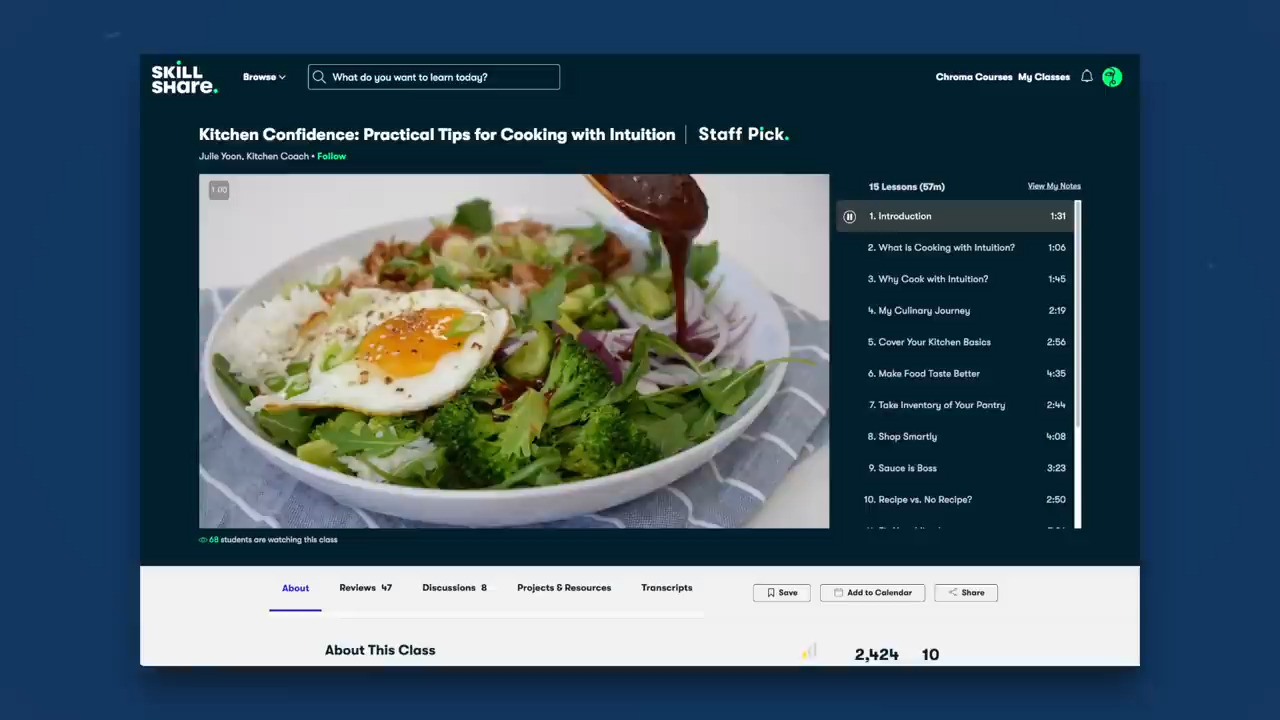 SKILL
SHARE.
Browse
What do you want to learn today?
Chroma Courses
My Classes
Kitchen Confidence: Practical Tips for Cooking with Intuition
Staff Pick.
Julie Yoon, Kitchen Coach • Follow
1.00
15 Lessons (57m)
View My Notes
1. Introduction 1:31
2. What is Cooking with Intuition? 1:06
3. Why Cook with Intuition? 1:45
4. My Culinary Journey 2:19
5. Cover Your Kitchen Basics 2:56
6. Make Food Taste Better 4:35
7. Take Inventory of Your Pantry 2:44
8. Shop Smartly 4:08
9. Sauce is Boss 3:23
10. Recipe vs. No Recipe? 2:50
68 students are watching this class
About
Reviews 47
Discussions 8
Projects & Resources
Transcripts
Save
Add to Calendar
Share
About This Class
2,424
10